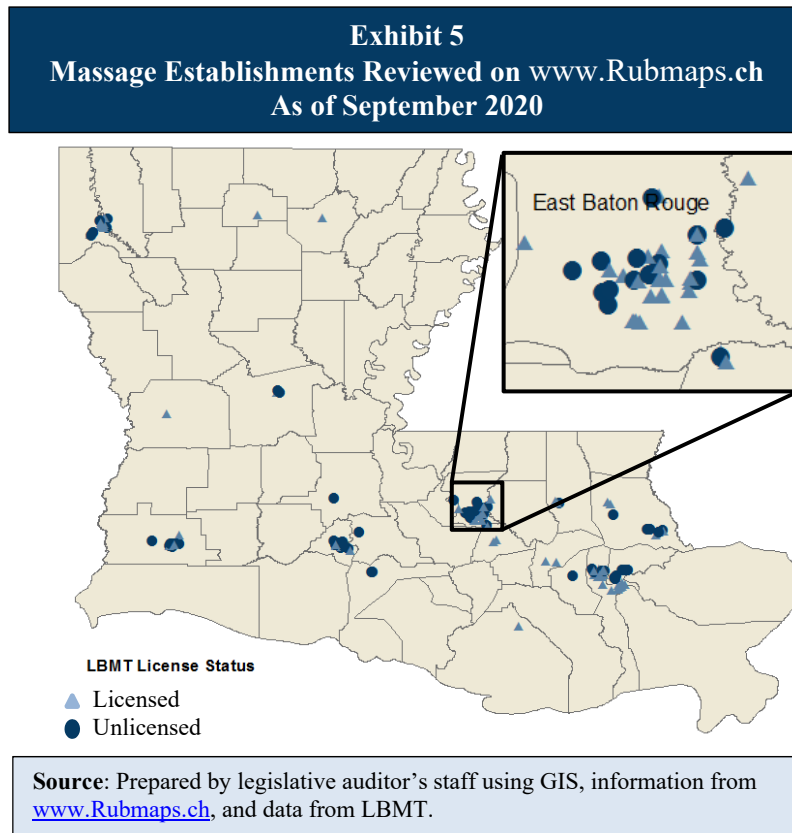 Exhibit 5
Massage Establishments Reviewed on www.Rubmaps.ch
As of September 2020
East Baton Rouge
LBMT License Status
Licensed
Unlicensed
Source: Prepared by legislative auditor’s staff using GIS, information from
www.Rubmaps.ch, and data from LBMT.